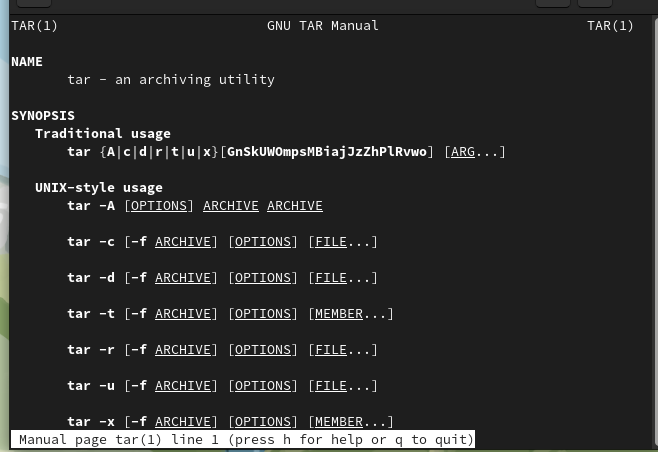 TAR(1) GNU TAR Manual TAR(1)
NAME
tar - an archiving utility
SYNOPSIS
Traditional usage
tar {A|c|d|r|t|u|x}[GnSkUWOmpsMBiajJzZhPlRvwo] [ARG...]
UNIX-style usage
tar -A [OPTIONS] ARCHIVE ARCHIVE
tar -c [-f ARCHIVE] [OPTIONS] [FILE...]
tar -d [-f ARCHIVE] [OPTIONS] [FILE...]
tar -t [-f ARCHIVE] [OPTIONS] [MEMBER...]
tar -r [-f ARCHIVE] [OPTIONS] [FILE...]
tar -u [-f ARCHIVE] [OPTIONS] [FILE...]
tar -x [-f ARCHIVE] [OPTIONS] [MEMBER...]
Manual page tar(1) line 1 (press h for help or q to quit)